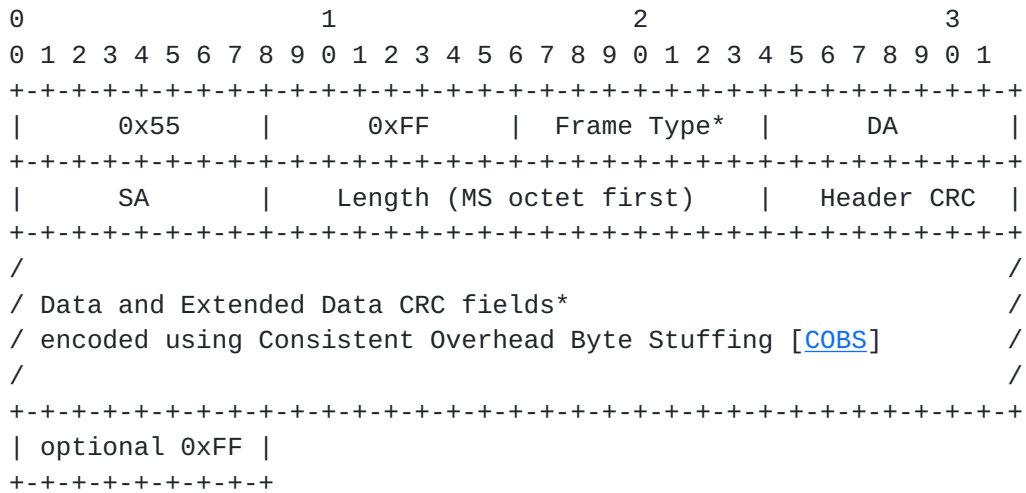 0                   1                   2                   3
0 1 2 3 4 5 6 7 8 9 0 1 2 3 4 5 6 7 8 9 0 1 2 3 4 5 6 7 8 9 0 1
+-+-+-+-+-+-+-+-+-+-+-+-+-+-+-+-+-+-+-+-+-+-+-+-+-+-+-+-+-+-+-+-+
|      0x55     |      0xFF     |  Frame Type*  |      DA       |
+-+-+-+-+-+-+-+-+-+-+-+-+-+-+-+-+-+-+-+-+-+-+-+-+-+-+-+-+-+-+-+-+
|      SA       |    Length (MS octet first)    |   Header CRC  |
+-+-+-+-+-+-+-+-+-+-+-+-+-+-+-+-+-+-+-+-+-+-+-+-+-+-+-+-+-+-+-+-+
/                                                               /
/ Data and Extended Data CRC fields*                            /
/ encoded using Consistent Overhead Byte Stuffing [COBS]        /
/                                                               /
+-+-+-+-+-+-+-+-+-+-+-+-+-+-+-+-+-+-+-+-+-+-+-+-+-+-+-+-+-+-+-+-+
| optional 0xFF |
+-+-+-+-+-+-+-+-+